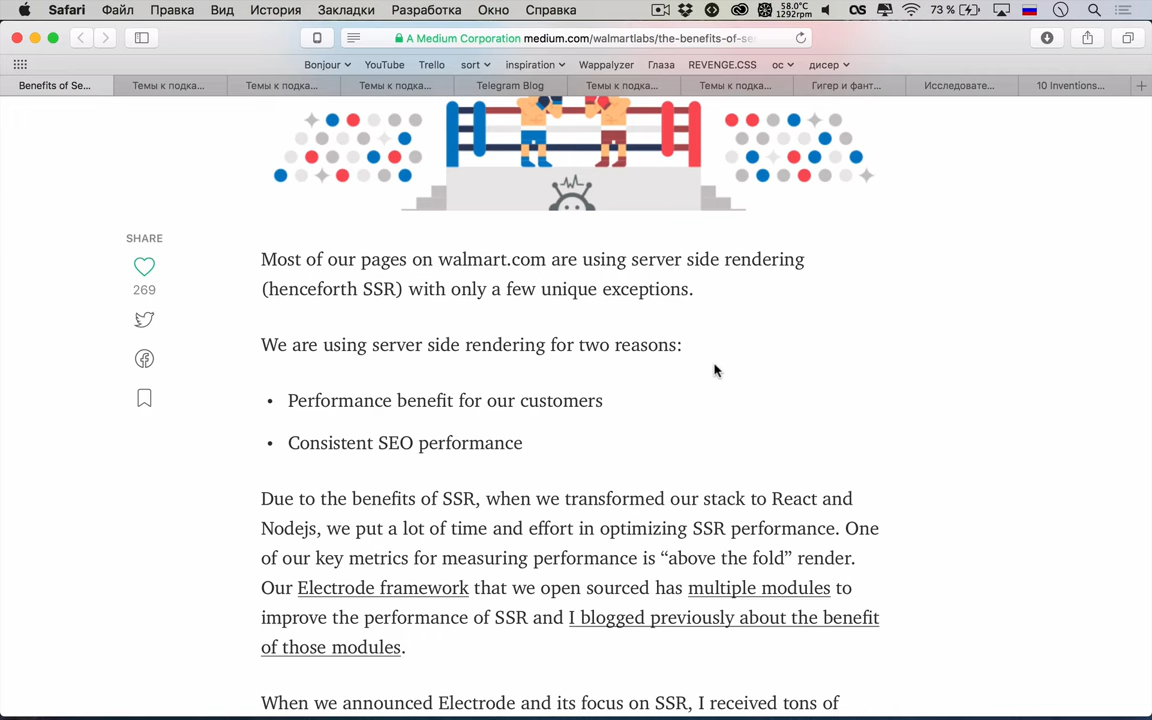 Safari Файл Правка Вид История Закладки Разработка Окно Справка 58.0°C 1292rpm OS 73 %
A Medium Corporation medium.com/walmartlabs/the-benefits-of-se
Bonjour YouTube Trello sort inspiration Wappalyzer Глаза REVENGE.CSS ос дисер
Benefits of Se... Темы к подка... Темы к подка... Темы к подка... Telegram Blog Темы к подка... Темы к подка... Гигер и фант... Исследовате... 10 Inventions...
SHARE
269
Most of our pages on walmart.com are using server side rendering
(henceforth SSR) with only a few unique exceptions.
We are using server side rendering for two reasons:
• Performance benefit for our customers
• Consistent SEO performance
Due to the benefits of SSR, when we transformed our stack to React and
Nodejs, we put a lot of time and effort in optimizing SSR performance. One
of our key metrics for measuring performance is “above the fold” render.
Our Electrode framework that we open sourced has multiple modules to
improve the performance of SSR and I blogged previously about the benefit
of those modules.
When we announced Electrode and its focus on SSR, I received tons of